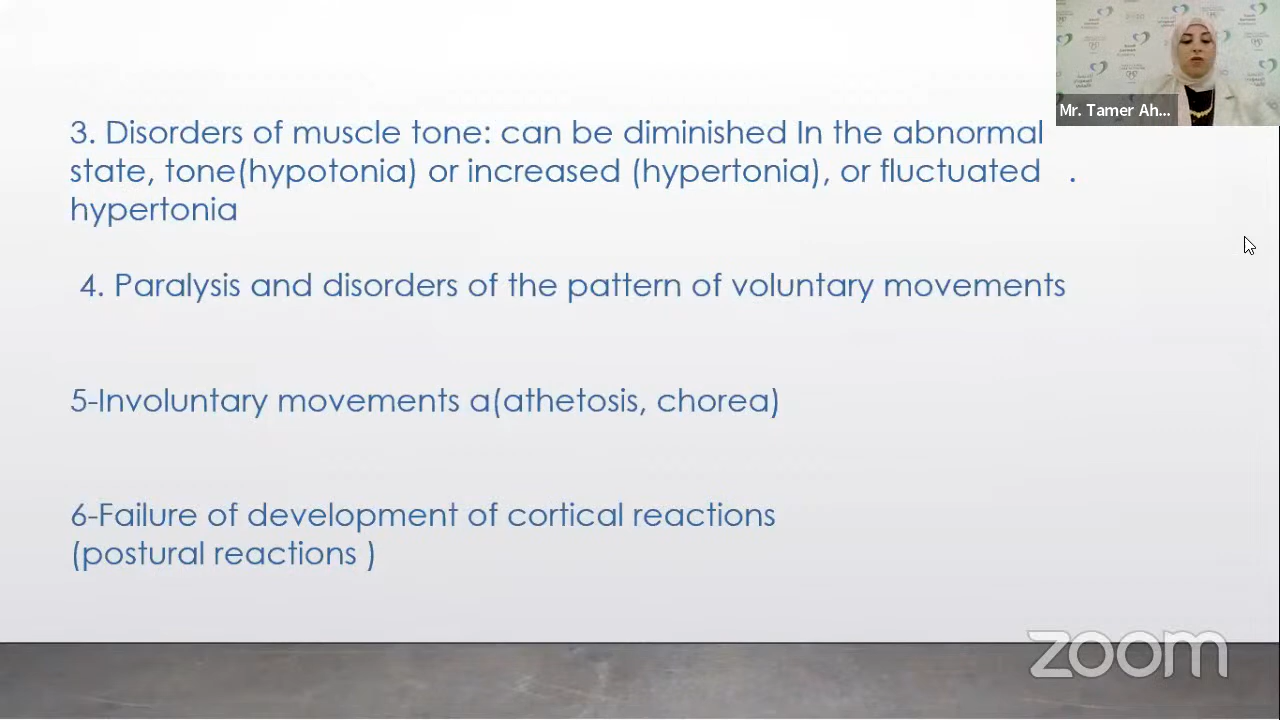 Mr. Tamer Ah...
3. Disorders of muscle tone: can be diminished In the abnormal
state, tone(hypotonia) or increased (hypertonia), or fluctuated .
hypertonia
4. Paralysis and disorders of the pattern of voluntary movements
5-Involuntary movements a(athetosis, chorea)
6-Failure of development of cortical reactions
(postural reactions )
zoom